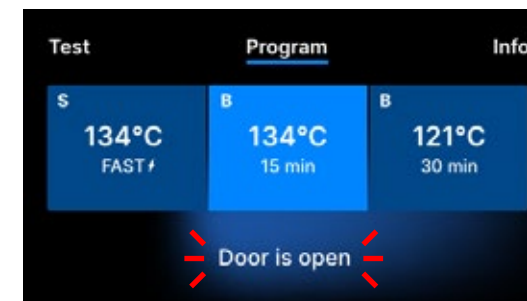 Test Program Info
S B B
134°C 134°C 121°C
FAST⚡ 15 min 30 min
Door is open